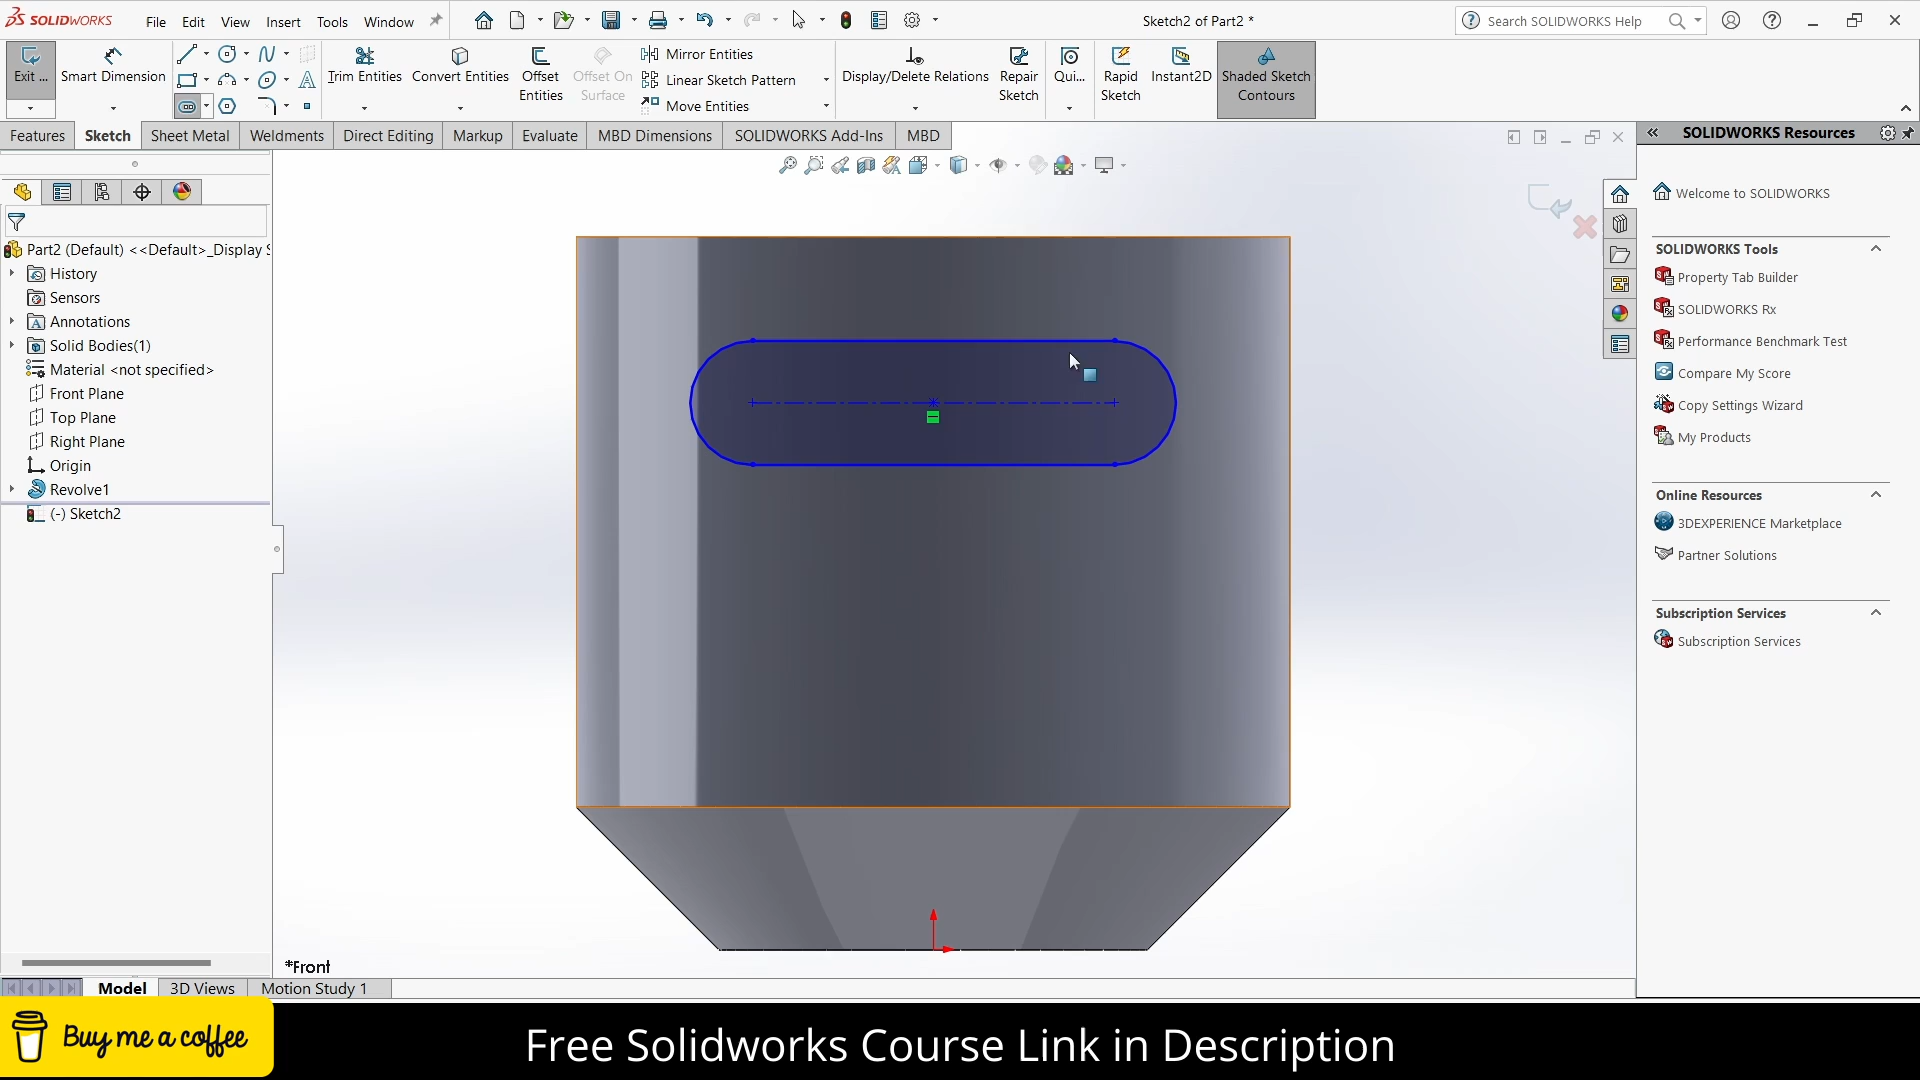 SOLIDWORKS
File Edit View Insert Tools Window
Sketch2 of Part2 *
Search SOLIDWORKS Help
Exit ...
Smart Dimension
Trim Entities
Convert Entities
Offset Entities
Offset On Surface
Mirror Entities
Linear Sketch Pattern
Move Entities
Display/Delete Relations
Repair Sketch
Qui...
Rapid Sketch
Instant2D
Shaded Sketch Contours
Features Sketch Sheet Metal Weldments Direct Editing Markup Evaluate MBD Dimensions SOLIDWORKS Add-Ins MBD
SOLIDWORKS Resources
Part2 (Default) <<Default>_Display S
History
Sensors
Annotations
Solid Bodies(1)
Material <not specified>
Front Plane
Top Plane
Right Plane
Origin
Revolve1
(-) Sketch2
*Front
Welcome to SOLIDWORKS
SOLIDWORKS Tools
Property Tab Builder
SOLIDWORKS Rx
Performance Benchmark Test
Compare My Score
Copy Settings Wizard
My Products
Online Resources
3DEXPERIENCE Marketplace
Partner Solutions
Subscription Services
Subscription Services
Model 3D Views Motion Study 1
Buy me a coffee
Free Solidworks Course Link in Description